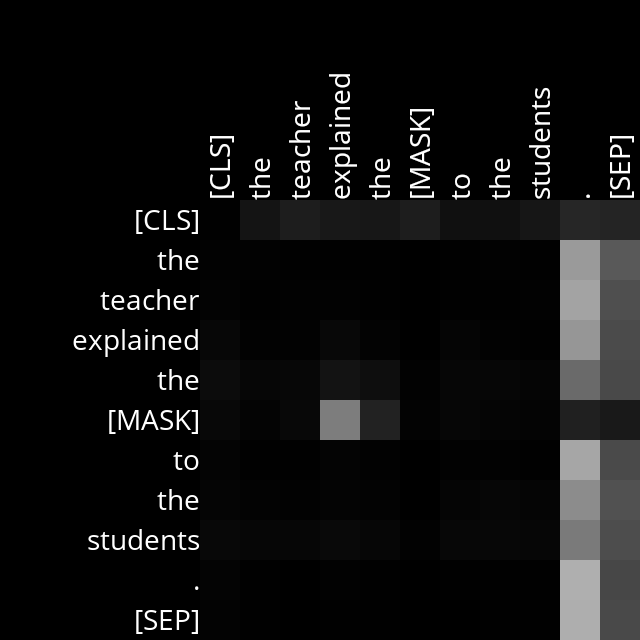 [CLS] the teacher explained the [MASK] to the students . [SEP]
[CLS]
the
teacher
explained
the
[MASK]
to
the
students
.
[SEP]